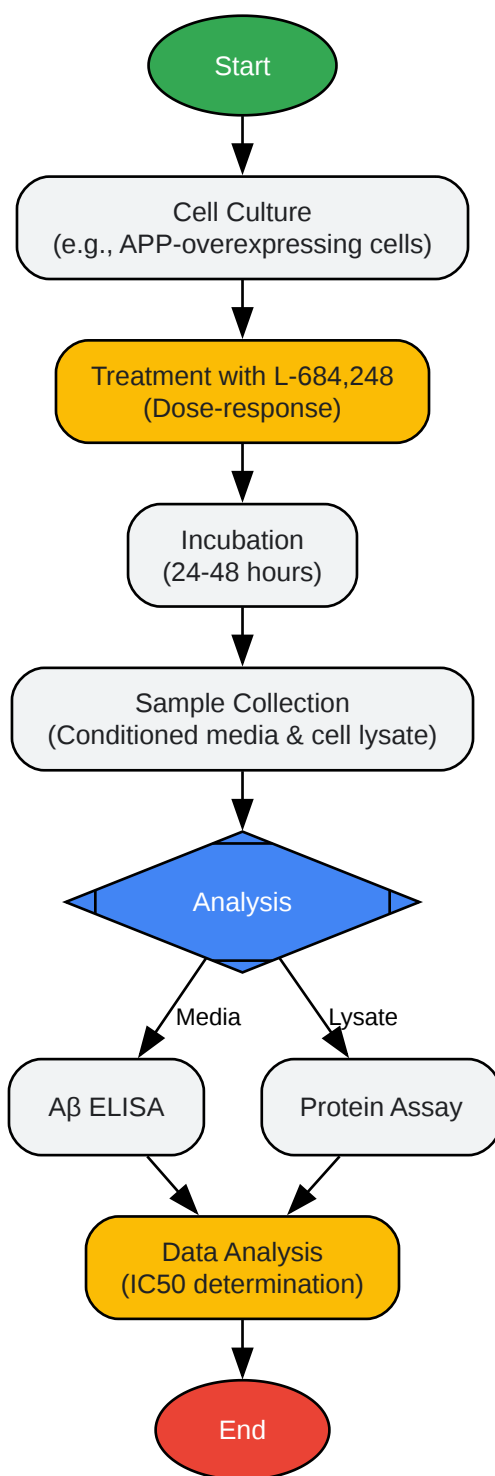 Start
Cell Culture
(e.g., APP-overexpressing cells)
Treatment with L-684,248
(Dose-response)
Incubation
(24-48 hours)
Sample Collection
(Conditioned media & cell lysate)
Analysis
Media
Lysate
Aβ ELISA
Protein Assay
Data Analysis
(IC50 determination)
End